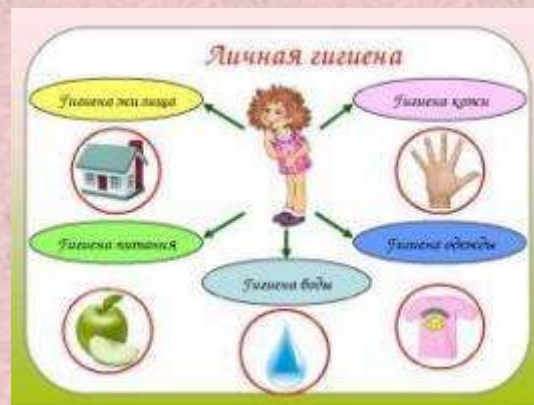 Личная гигиена
Гигиена жилища
Гигиена кожи
Гигиена питания
Гигиена одежды
Гигиена воды